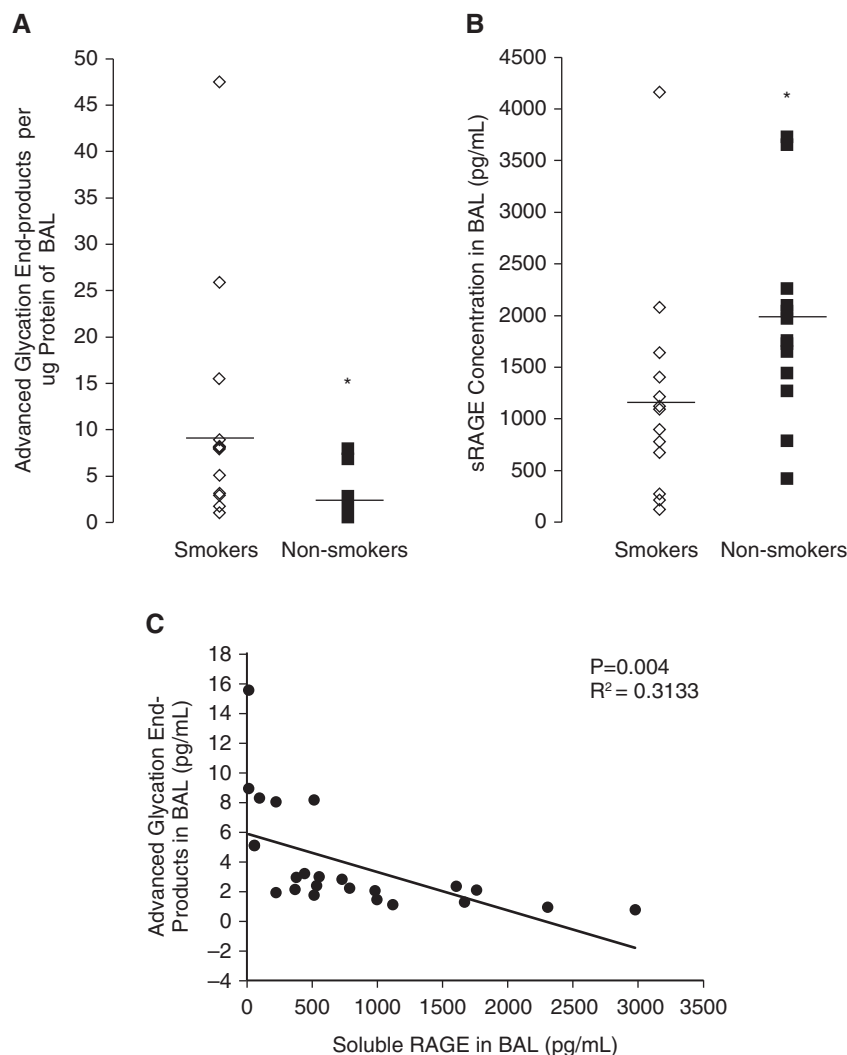 A
Advanced Glycation End-products per
ug Protein of BAL
50
45
40
35
30
25
20
15
10
5
0
*
Smokers Non-smokers
B
sRAGE Concentration in BAL (pg/mL)
4500
4000
3500
3000
2500
2000
1500
1000
500
0
*
Smokers Non-smokers
C
Advanced Glycation End-
Products in BAL (pg/mL)
18
16
14
12
10
8
6
4
2
0
–2
–4
P=0.004
R² = 0.3133
0 500 1000 1500 2000 2500 3000 3500
Soluble RAGE in BAL (pg/mL)